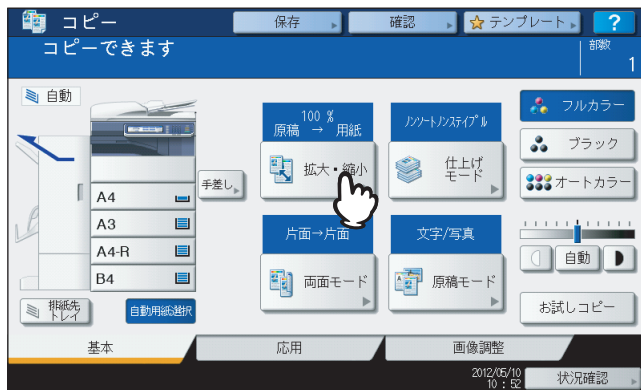 コピー
保存
確認
テンプレート
?
コピーできます
部数
1
自動
100 %
原稿 → 用紙
拡大・縮小
ノンソートノンステイプル
仕上げ
モード
フルカラー
ブラック
オートカラー
手差し
A4
A3
A4-R
B4
片面→片面
両面モード
文字/写真
原稿モード
自動
お試しコピー
排紙先
トレイ
自動用紙選択
基本
応用
画像調整
2012/05/10
10 : 52
状況確認